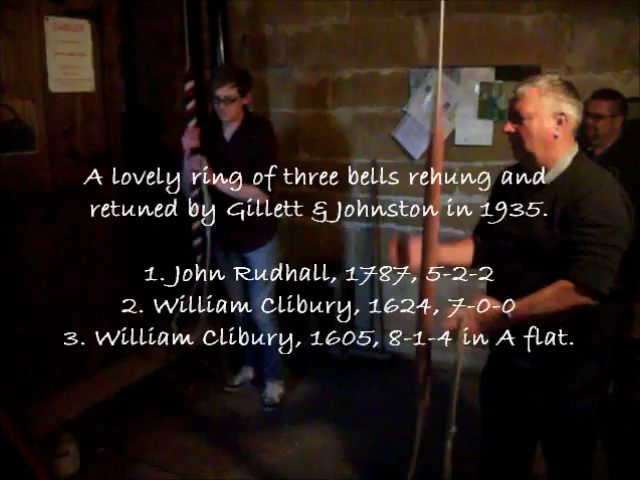 A lovely ring of three bells rehung and
retuned by Gillett & Johnston in 1935.
1. John Rudhall, 1787, 5-2-2
2. William Clibury, 1624, 7-0-0
3. William Clibury, 1605, 8-1-4 in A flat.